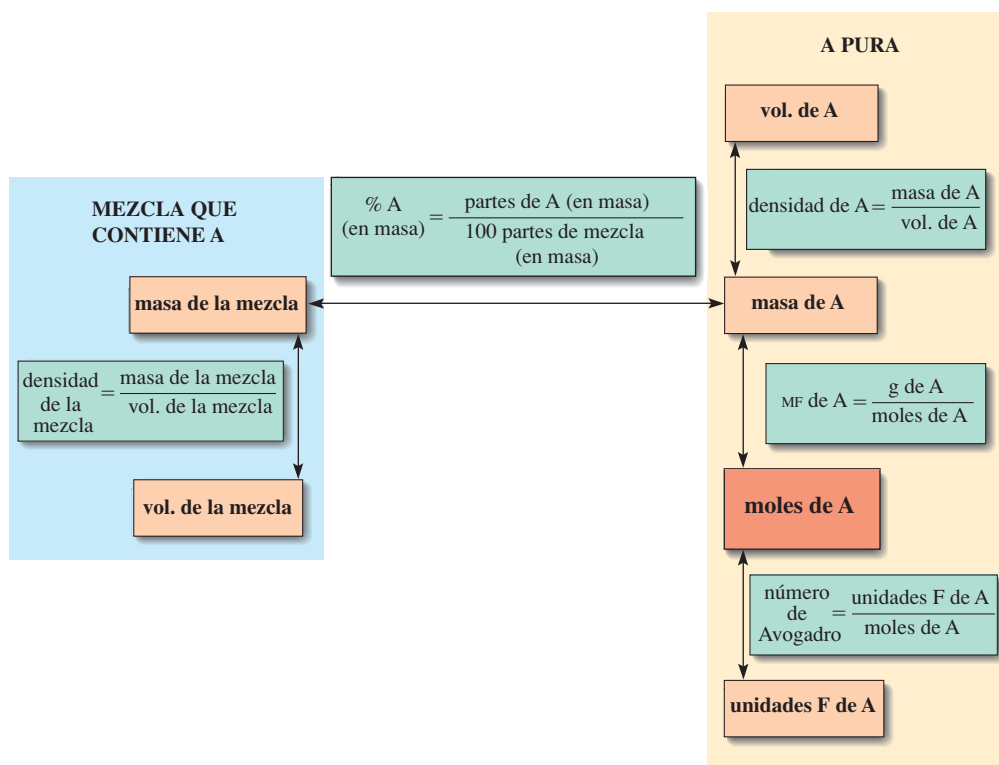 A PURA
vol. de A
densidad de A = masa de A
vol. de A
MEZCLA QUE
CONTIENE A
% A
(en masa) = partes de A (en masa)
100 partes de mezcla
(en masa)
masa de la mezcla
masa de A
densidad
de la
mezcla
= masa de la mezcla
vol. de la mezcla
MF de A = g de A
moles de A
vol. de la mezcla
moles de A
número
de
Avogadro
= unidades F de A
moles de A
unidades F de A